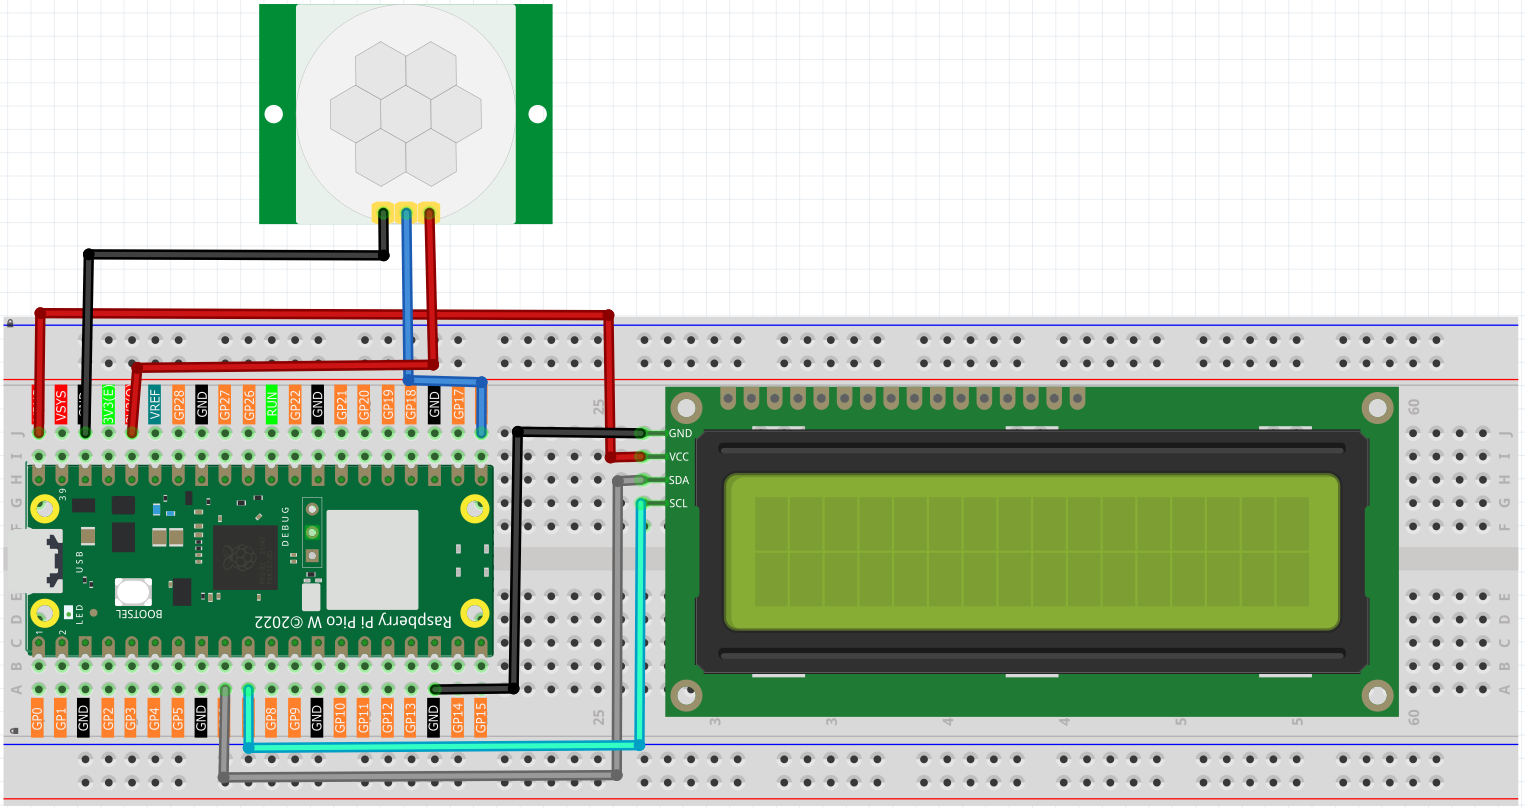 VSYS
GND
3V3(E)
VREF
GP28
GND
GP27
GP26
RUN
GP22
GND
GP21
GP20
GP19
GP18
GND
GP17
25
60
J
I
H
G
F
J
I
H
G
F
GND
VCC
SDA
SCL
39
DEBUG
USB
BOOTSEL
LED
1
2
Raspberry Pi Pico W ©2022
E
D
C
B
A
E
D
C
B
A
GP0
GP1
GND
GP2
GP3
GP4
GP5
GND
GP8
GP9
GND
GP10
GP11
GP12
GP13
GND
GP14
GP15
25
3
3
4
4
5
5
60